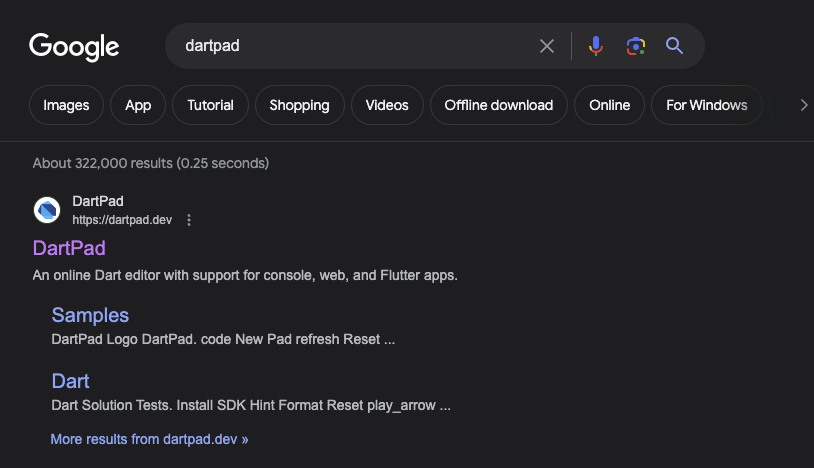 Google
dartpad
Images
App
Tutorial
Shopping
Videos
Offline download
Online
For Windows
About 322,000 results (0.25 seconds)
DartPad
https://dartpad.dev
DartPad
An online Dart editor with support for console, web, and Flutter apps.
Samples
DartPad Logo DartPad. code New Pad refresh Reset ...
Dart
Dart Solution Tests. Install SDK Hint Format Reset play_arrow ...
More results from dartpad.dev »